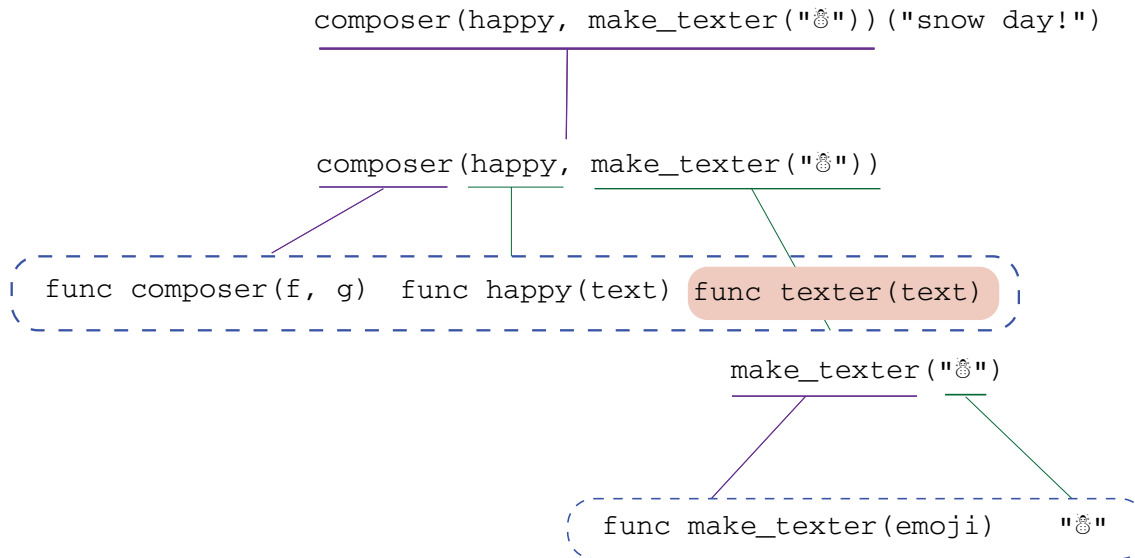 composer(happy, make_texter("☃"))("snow day!")
composer(happy, make_texter("☃"))
func composer(f, g) func happy(text) func texter(text)
make_texter("☃")
func make_texter(emoji) "☃"